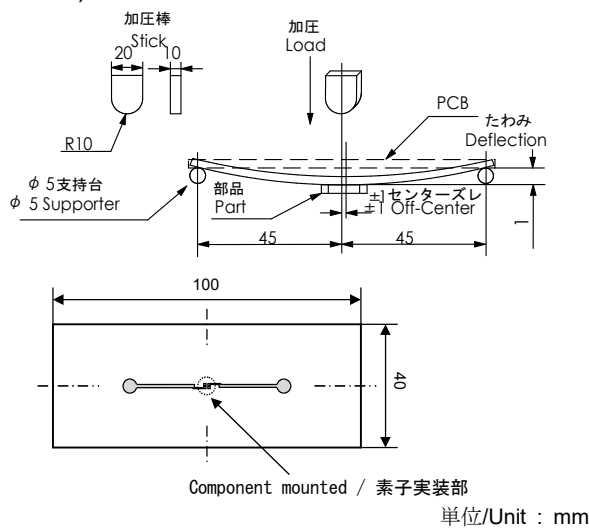 加圧棒
Stick
20
10
R10
加圧
Load
PCB
たわみ
Deflection
φ 5支持台
φ 5 Supporter
部品
Part
±1センターズレ
±1 Off-Center
45
45
1
100
40
Component mounted / 素子実装部
単位/Unit : mm